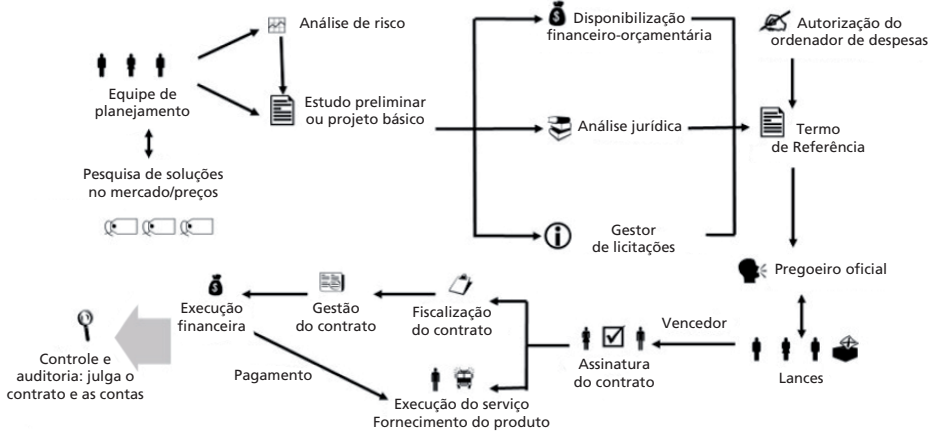 Análise de risco
Equipe de
planejamento
Estudo preliminar
ou projeto básico
Pesquisa de soluções
no mercado/preços
$
Disponibilização
financeiro-orçamentária
Análise jurídica
Gestor
de licitações
Autorização do
ordenador de despesas
Termo
de Referência
Pregoeiro oficial
Lances
Vencedor
Assinatura
do contrato
Fiscalização
do contrato
Execução do serviço
Fornecimento do produto
Gestão
do contrato
$
Execução
financeira
Pagamento
Controle e
auditoria: julga o
contrato e as contas